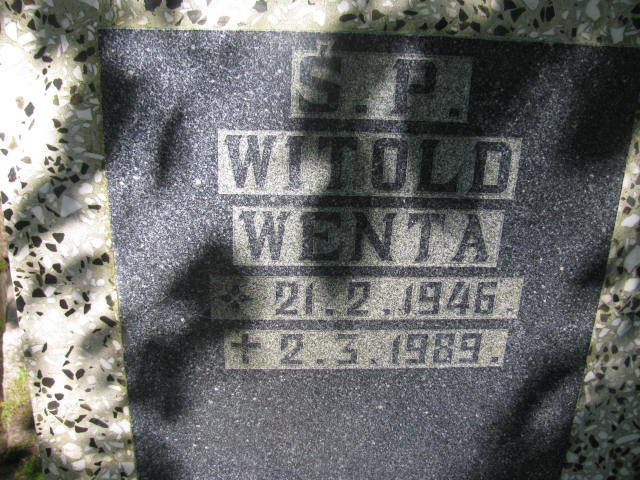 Ś.P.
WITOLD
WENTA
* 21.2.1946.
+ 2.3.1989.